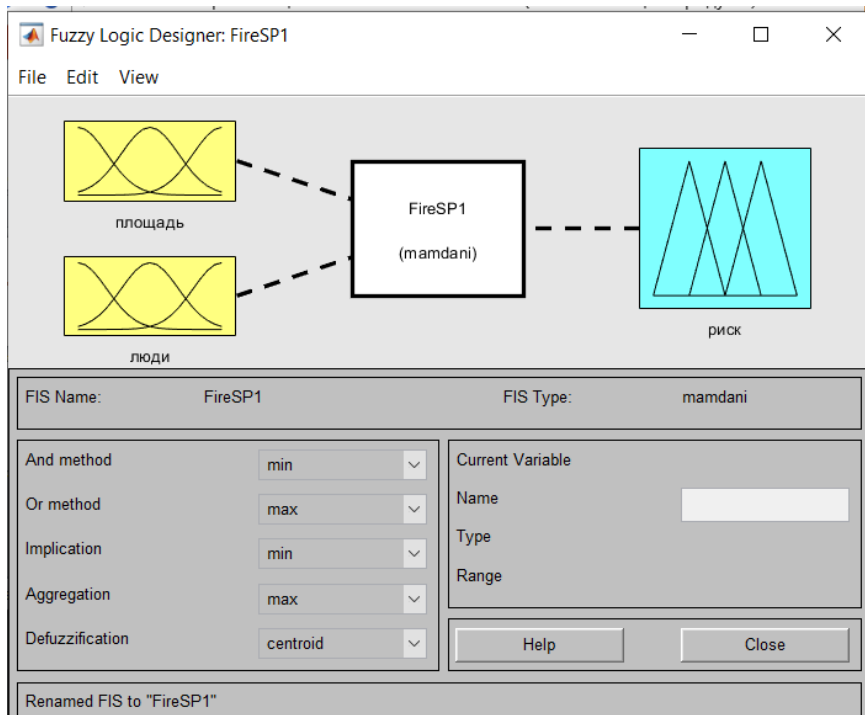 Fuzzy Logic Designer: FireSP1
File Edit View
площадь
FireSP1
(mamdani)
люди
риск
FIS Name: FireSP1 FIS Type: mamdani
And method min
Or method max
Implication min
Aggregation max
Defuzzification centroid
Current Variable
Name
Type
Range
Help Close
Renamed FIS to "FireSP1"